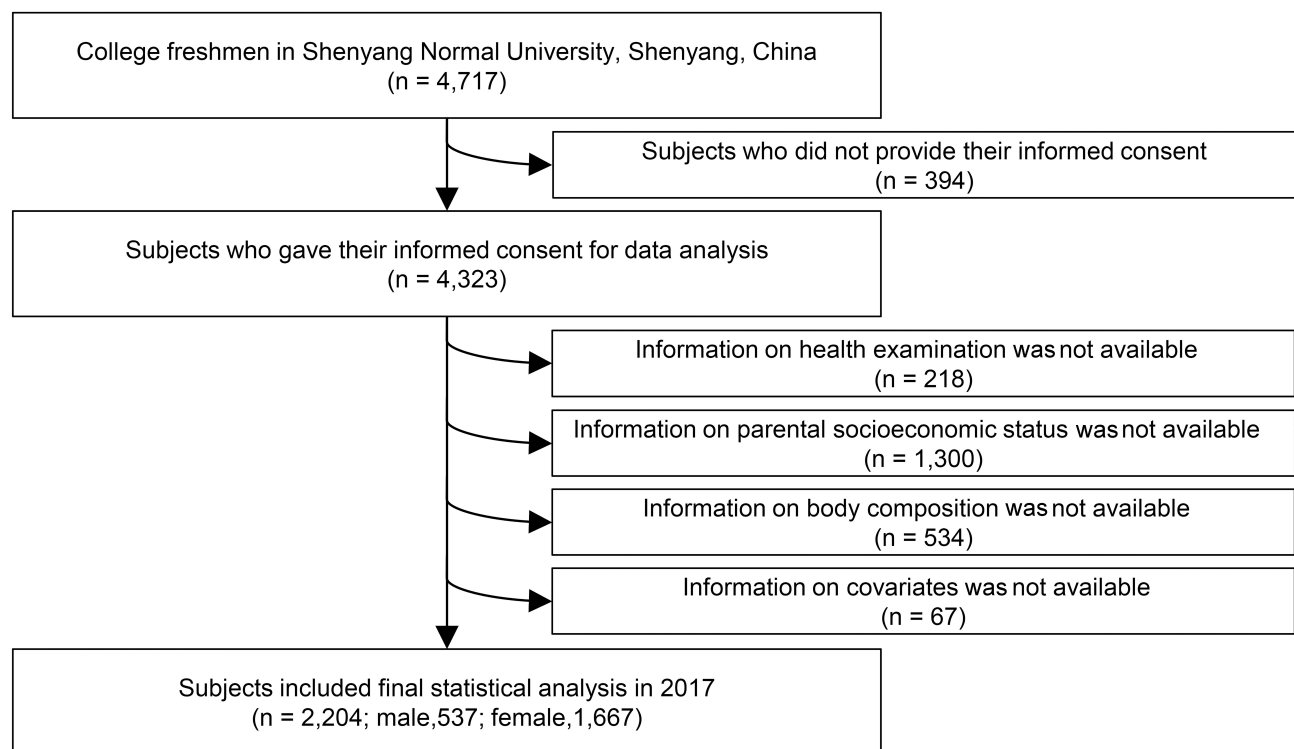 College freshmen in Shenyang Normal University, Shenyang, China
(n = 4,717)
Subjects who did not provide their informed consent
(n = 394)
Subjects who gave their informed consent for data analysis
(n = 4,323)
Information on health examination was not available
(n = 218)
Information on parental socioeconomic status was not available
(n = 1,300)
Information on body composition was not available
(n = 534)
Information on covariates was not available
(n = 67)
Subjects included final statistical analysis in 2017
(n = 2,204; male,537; female,1,667)